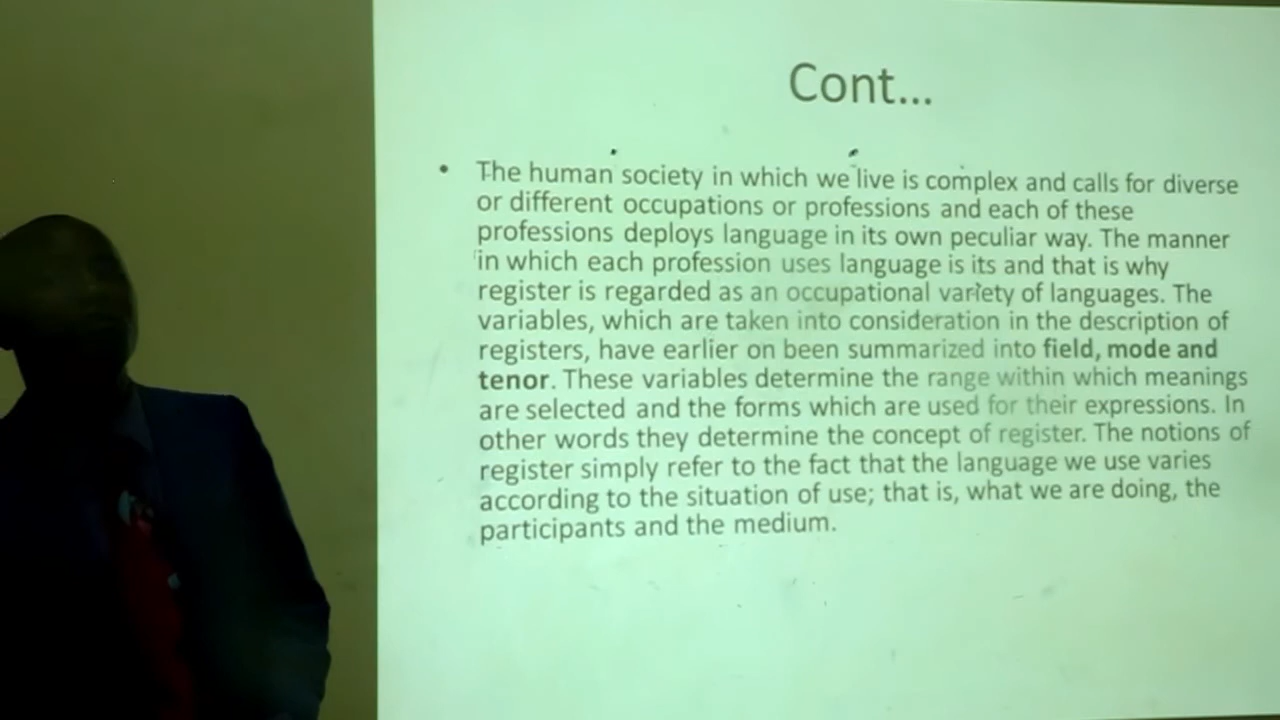 Cont...
• The human society in which we live is complex and calls for diverse
or different occupations or professions and each of these
professions deploys language in its own peculiar way. The manner
in which each profession uses language is its and that is why
register is regarded as an occupational variety of languages. The
variables, which are taken into consideration in the description of
registers, have earlier on been summarized into field, mode and
tenor. These variables determine the range within which meanings
are selected and the forms which are used for their expressions. In
other words they determine the concept of register. The notions of
register simply refer to the fact that the language we use varies
according to the situation of use; that is, what we are doing, the
participants and the medium.